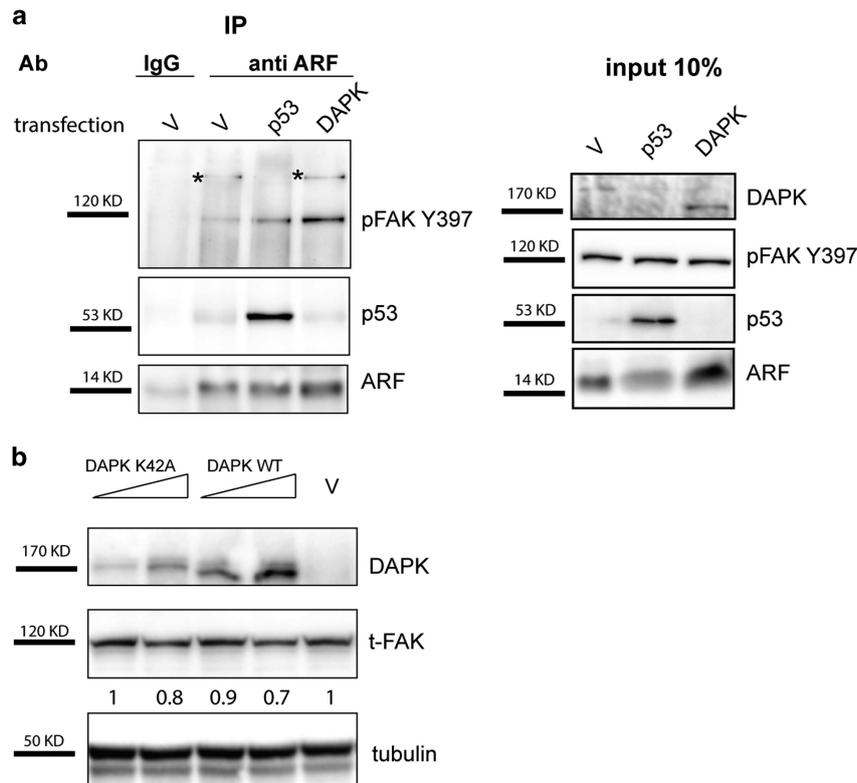 a
IP
Ab IgG anti ARF
transfection V V p53 DAPK
* *
120 KD pFAK Y397
53 KD p53
14 KD ARF
input 10%
V p53 DAPK
170 KD DAPK
120 KD pFAK Y397
53 KD p53
14 KD ARF
b
DAPK K42A DAPK WT V
170 KD DAPK
120 KD t-FAK
1 0.8 0.9 0.7 1
50 KD tubulin